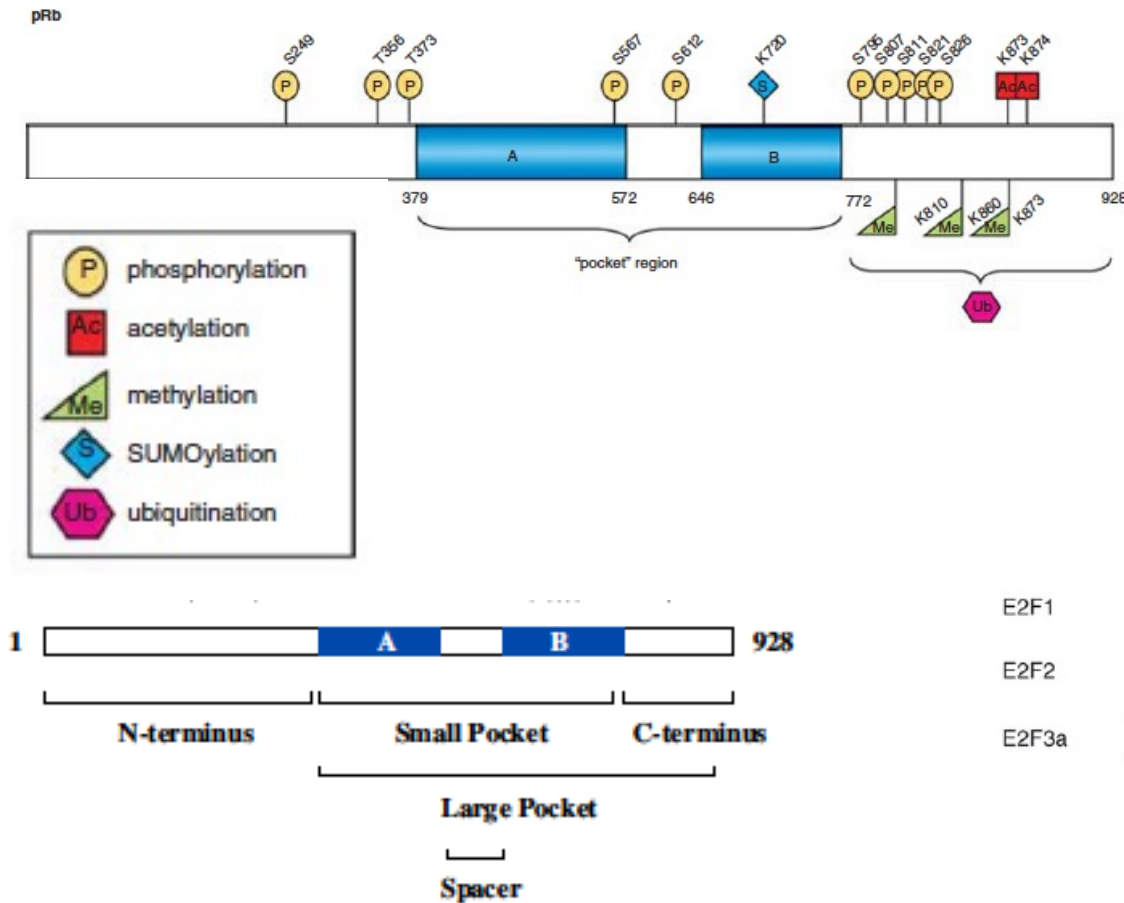 pRb
S249
T356
T373
S567
S612
K720
S795
S807
S811
S821
S826
K873
K874
P
P
P
P
P
S
P
P
P
P
P
Ac
Ac
A
B
379
572
646
772
928
Me
K810
Me
K860
Me
K873
"pocket" region
Ub
P phosphorylation
Ac acetylation
Me methylation
S SUMOylation
Ub ubiquitination
1
A
B
928
N-terminus
Small Pocket
C-terminus
Large Pocket
Spacer
E2F1
E2F2
E2F3a